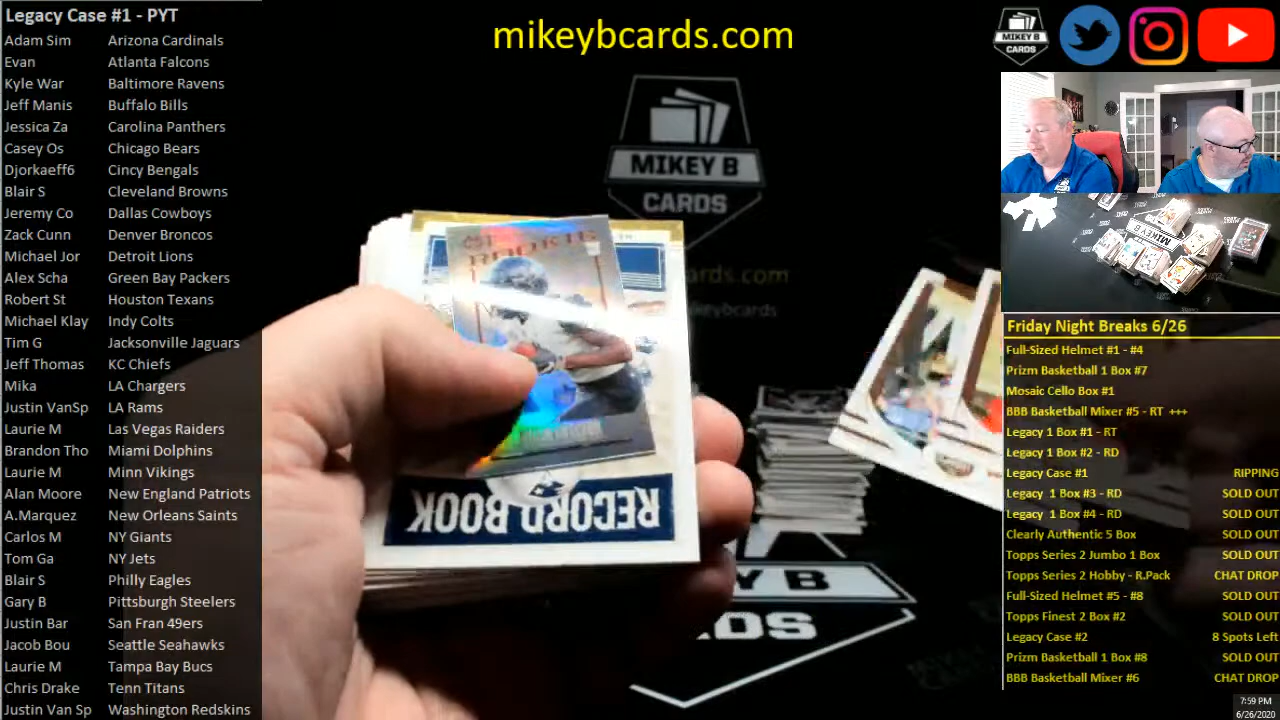 Legacy Case #1 - PYT
Adam Sim Arizona Cardinals
Evan Atlanta Falcons
Kyle War Baltimore Ravens
Jeff Manis Buffalo Bills
Jessica Za Carolina Panthers
Casey Os Chicago Bears
Djorkaeff6 Cincy Bengals
Blair S Cleveland Browns
Jeremy Co Dallas Cowboys
Zack Cunn Denver Broncos
Michael Jor Detroit Lions
Alex Scha Green Bay Packers
Robert St Houston Texans
Michael Klay Indy Colts
Tim G Jacksonville Jaguars
Jeff Thomas KC Chiefs
Mika LA Chargers
Justin VanSp LA Rams
Laurie M Las Vegas Raiders
Brandon Tho Miami Dolphins
Laurie M Minn Vikings
Alan Moore New England Patriots
A.Marquez New Orleans Saints
Carlos M NY Giants
Tom Ga NY Jets
Blair S Philly Eagles
Gary B Pittsburgh Steelers
Justin Bar San Fran 49ers
Jacob Bou Seattle Seahawks
Laurie M Tampa Bay Bucs
Chris Drake Tenn Titans
Justin Van Sp Washington Redskins
mikeybcards.com
MIKEY B
CARDS
RECORD BOOK
MIKEY B
CARDS
MIKEY B
Friday Night Breaks 6/26
Full-Sized Helmet #1 - #4
Prizm Basketball 1 Box #7
Mosaic Cello Box #1
BBB Basketball Mixer #5 - RT +++
Legacy 1 Box #1 - RT
Legacy 1 Box #2 - RD
Legacy Case #1 RIPPING
Legacy 1 Box #3 - RD SOLD OUT
Legacy 1 Box #4 - RD SOLD OUT
Clearly Authentic 5 Box SOLD OUT
Topps Series 2 Jumbo 1 Box SOLD OUT
Topps Series 2 Hobby - R.Pack CHAT DROP
Full-Sized Helmet #5 - #8 SOLD OUT
Topps Finest 2 Box #2 SOLD OUT
Legacy Case #2 8 Spots Left
Prizm Basketball 1 Box #8 SOLD OUT
BBB Basketball Mixer #6 CHAT DROP
7:59 PM
6/26/2020